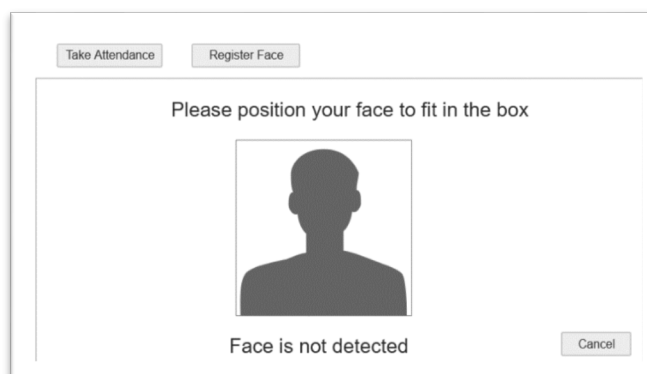 Take Attendance
Register Face
Please position your face to fit in the box
Face is not detected
Cancel